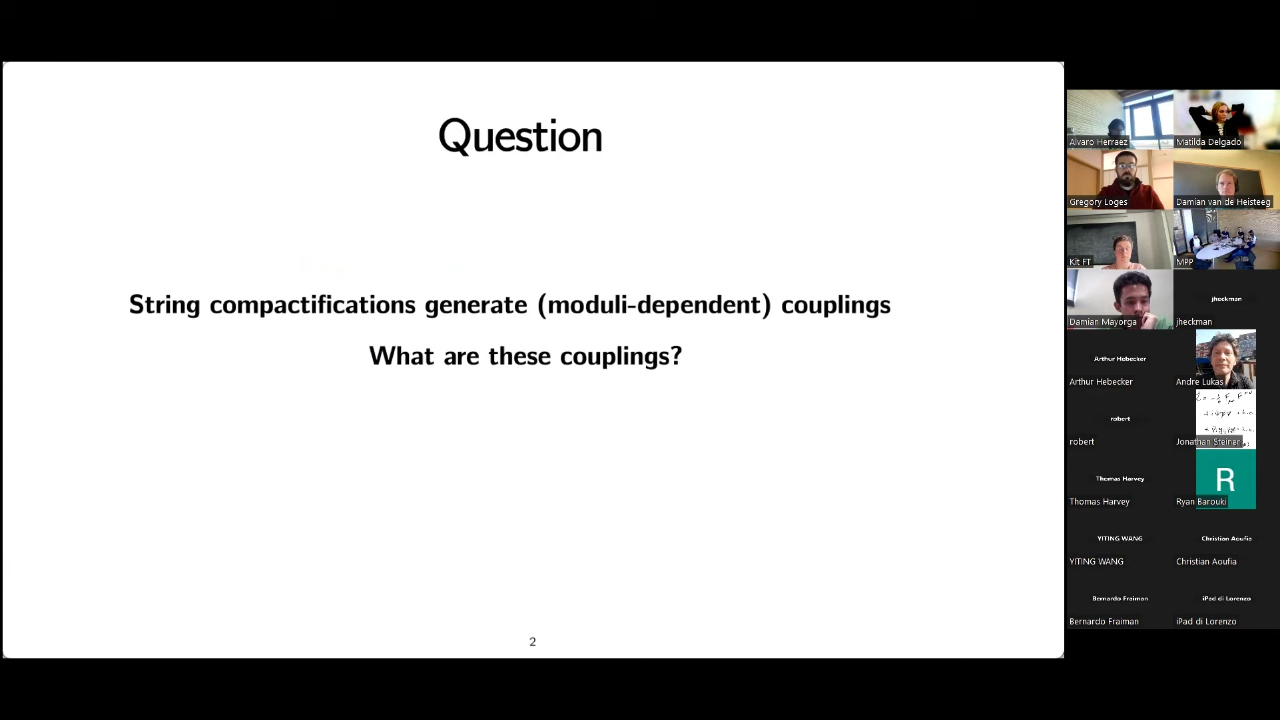 Question
String compactifications generate (moduli-dependent) couplings
What are these couplings?
2
Alvaro Herraez
Matilda Delgado
Gregory Loges
Damian van de Heisteeg
Kit FT
MPP
Damian Mayorga
jheckman
jheckman
Arthur Hebecker
Arthur Hebecker
Andre Lukas
robert
robert
Jonathan Steiner
Thomas Harvey
Thomas Harvey
R
Ryan Barouki
YITING WANG
YITING WANG
Christian Aoufia
Christian Aoufia
Bernardo Fraiman
Bernardo Fraiman
iPad di Lorenzo
iPad di Lorenzo